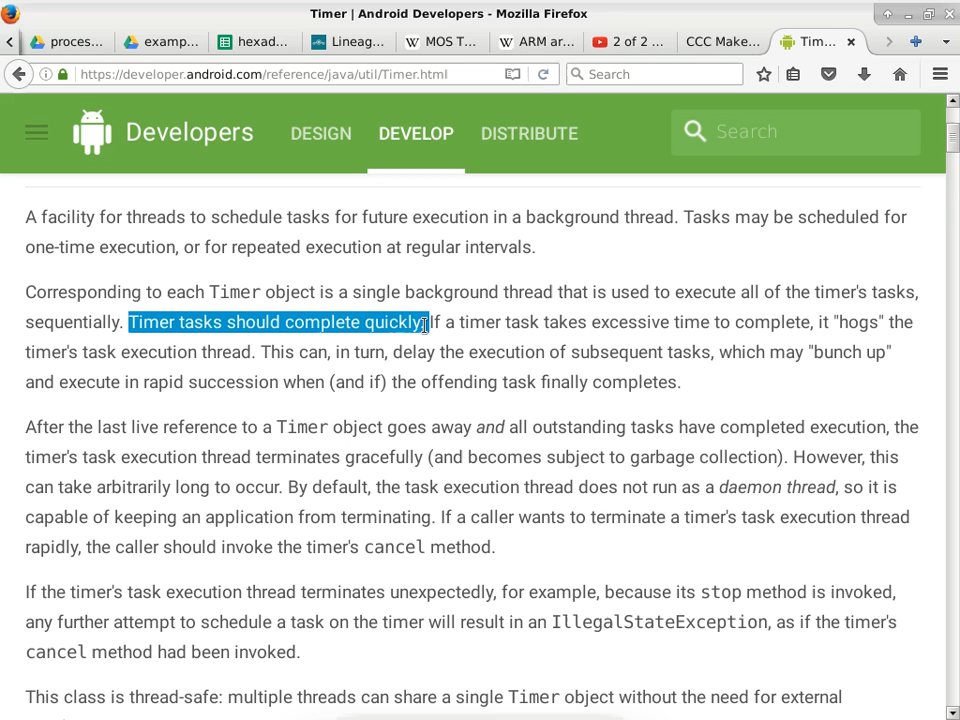 Timer | Android Developers - Mozilla Firefox
proces...
examp...
hexad...
Lineag...
MOS T...
ARM ar...
2 of 2 ...
CCC Make...
Tim...
https://developer.android.com/reference/java/util/Timer.html
Search
Developers
DESIGN
DEVELOP
DISTRIBUTE
Search
A facility for threads to schedule tasks for future execution in a background thread. Tasks may be scheduled for
one-time execution, or for repeated execution at regular intervals.
Corresponding to each Timer object is a single background thread that is used to execute all of the timer's tasks,
sequentially. Timer tasks should complete quickly. If a timer task takes excessive time to complete, it "hogs" the
timer's task execution thread. This can, in turn, delay the execution of subsequent tasks, which may "bunch up"
and execute in rapid succession when (and if) the offending task finally completes.
After the last live reference to a Timer object goes away and all outstanding tasks have completed execution, the
timer's task execution thread terminates gracefully (and becomes subject to garbage collection). However, this
can take arbitrarily long to occur. By default, the task execution thread does not run as a daemon thread, so it is
capable of keeping an application from terminating. If a caller wants to terminate a timer's task execution thread
rapidly, the caller should invoke the timer's cancel method.
If the timer's task execution thread terminates unexpectedly, for example, because its stop method is invoked,
any further attempt to schedule a task on the timer will result in an IllegalStateException, as if the timer's
cancel method had been invoked.
This class is thread-safe: multiple threads can share a single Timer object without the need for external